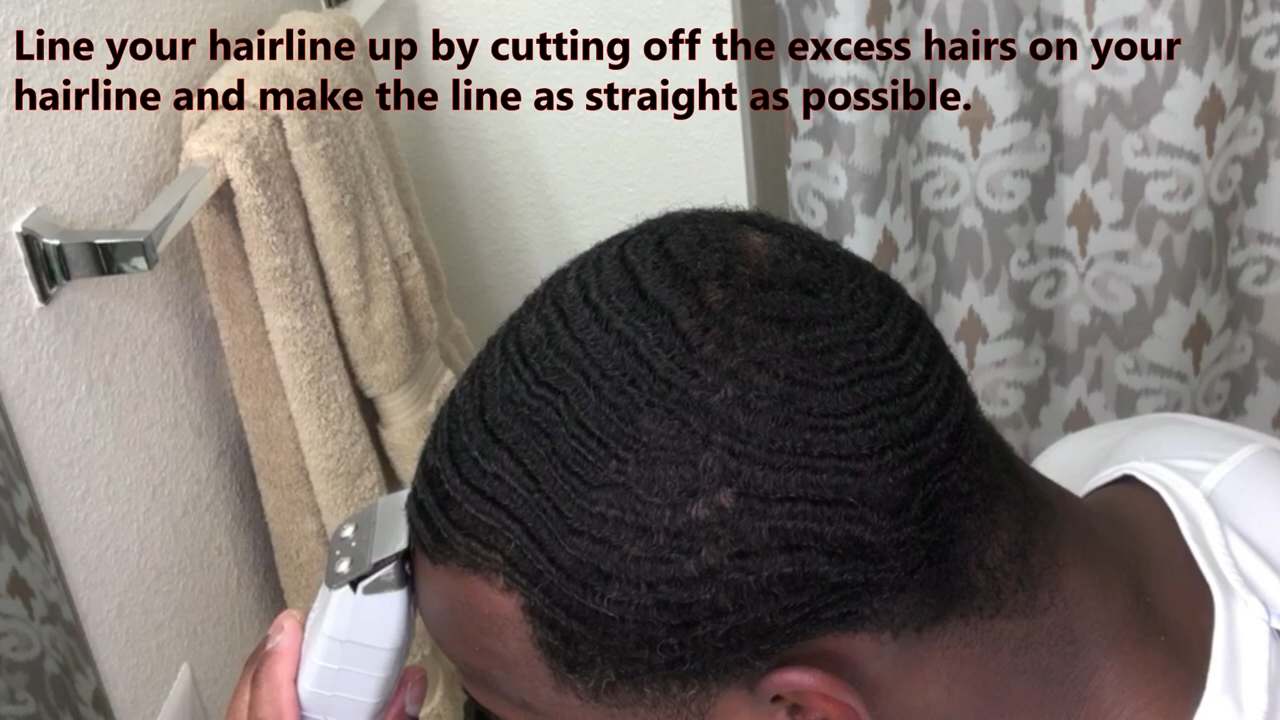 Line your hairline up by cutting off the excess hairs on your
hairline and make the line as straight as possible.